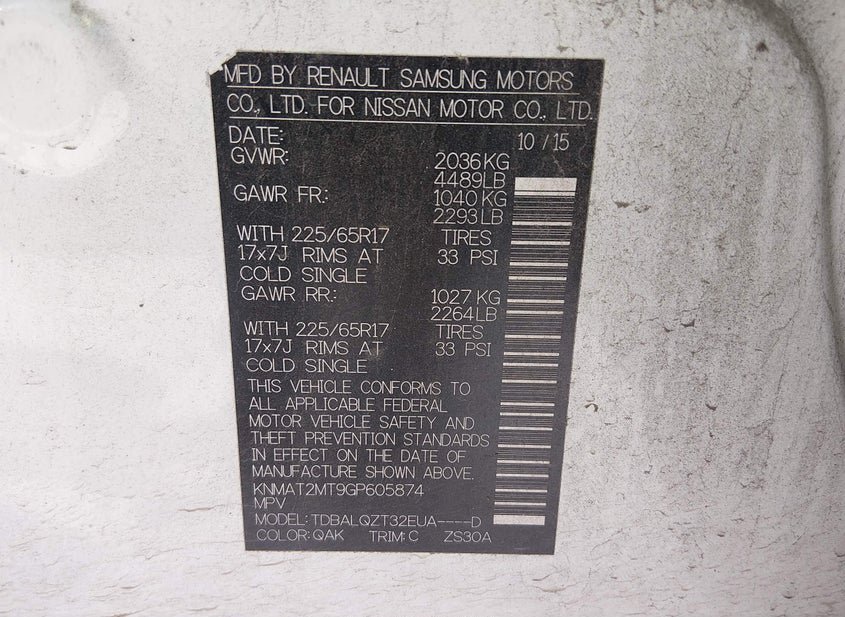 MFD BY RENAULT SAMSUNG MOTORS
CO., LTD. FOR NISSAN MOTOR CO., LTD.
DATE: 10 / 15
GVWR: 2036 KG
4489LB
GAWR FR.: 1040 KG
2293 LB
WITH 225/65R17 TIRES
17x7J RIMS AT 33 PSI
COLD SINGLE
GAWR RR.: 1027 KG
2264LB
WITH 225/65R17 TIRES
17x7J RIMS AT 33 PSI
COLD SINGLE
THIS VEHICLE CONFORMS TO
ALL APPLICABLE FEDERAL
MOTOR VEHICLE SAFETY AND
THEFT PREVENTION STANDARDS
IN EFFECT ON THE DATE OF
MANUFACTURE SHOWN ABOVE.
KNMAT2MT9GP605874
MPV
MODEL: TDBALQZT32EUA----D
COLOR: QAK TRIM: C ZS30A